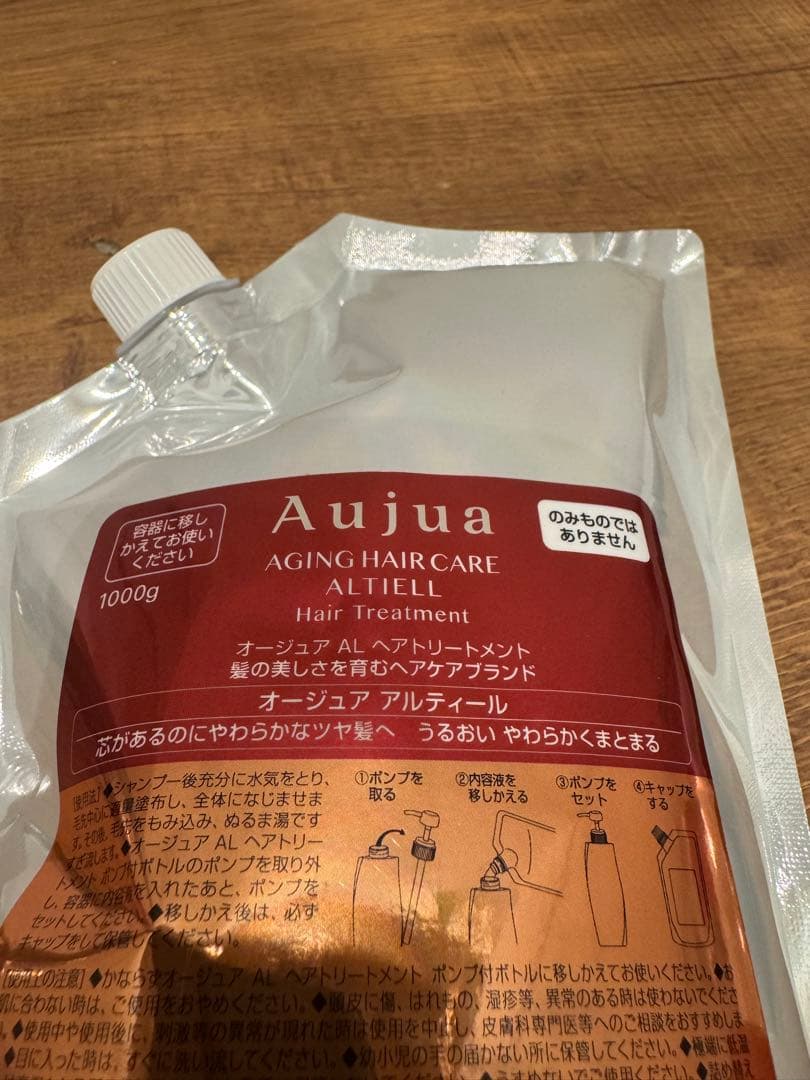 Aujua
容器に移し
かえてお使い
ください
のみものでは
ありません
AGING HAIR CARE
ALTIELL
Hair Treatment
1000g
オージュア AL ヘアトリートメント
髪の美しさを育むヘアケアブランド
オージュア アルティール
芯があるのにやわらかなツヤ髪へ うるおい やわらかくまとまる
【使用法】◆シャンプー後充分に水気をとり、
毛先中心に適量塗布し、全体になじませま
す。その後、毛先をもみ込み、ぬるま湯です
すぎ流します。◆オージュア AL ヘアトリー
トメント ポンプ付ボトルのポンプを取り外
し、容器に内容液を入れたあと、ポンプを
セットしてください。◆移しかえ後は、必ず
キャップをして保管してください。
①ポンプを
取る
②内容液を
移しかえる
③ポンプを
セット
④キャップを
する
【使用上の注意】◆かならずオージュア AL ヘアトリートメント ポンプ付ボトルに移しかえてお使いください。◆お
肌に合わない時は、ご使用をおやめください。◆頭皮に傷、はれもの、湿疹等、異常のある時は使わないでくださ
◆使用中や使用後に、刺激等の異常が現れた時は使用を中止し、皮膚科専門医等へのご相談をおすすめしま
◆目に入った時は、すぐに洗い流してください。◆幼小児の手の届かない所に保管してください。◆極端に低温
うすめないでご使用ください。◆詰め替え